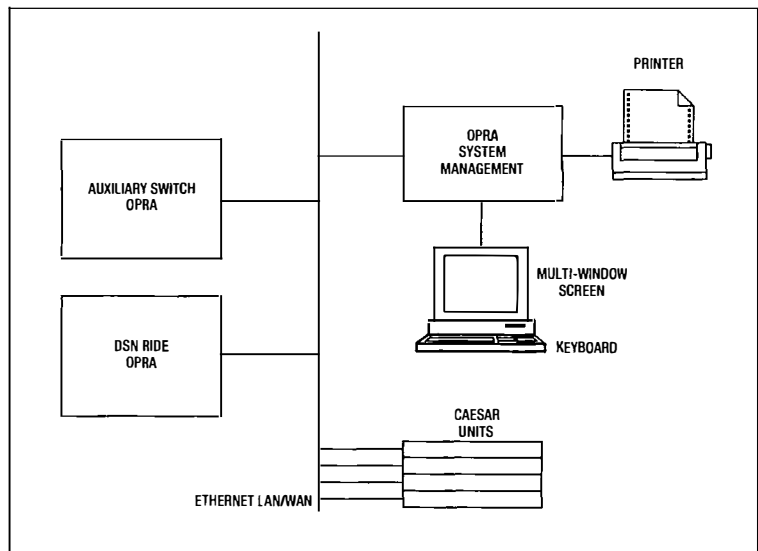 PRINTER
OPRA
SYSTEM
MANAGEMENT
AUXILIARY SWITCH
OPRA
MULTI-WINDOW
SCREEN
KEYBOARD
DSN RIDE
OPRA
CAESAR
UNITS
ETHERNET LAN/WAN